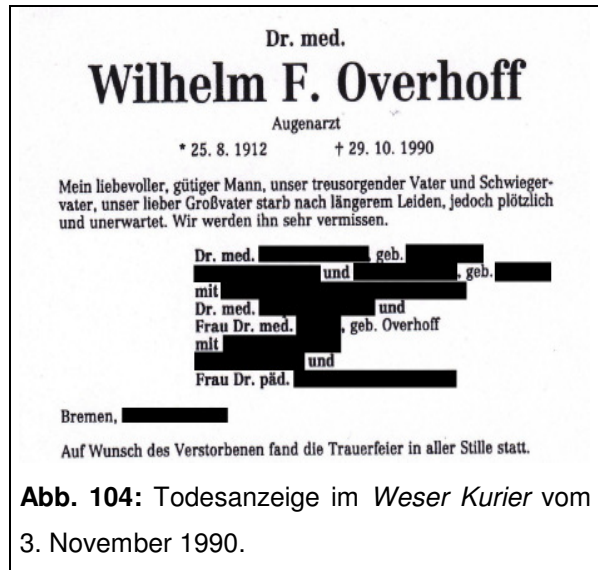 Dr. med.
Wilhelm F. Overhoff
Augenarzt
* 25. 8. 1912 † 29. 10. 1990
Mein liebevoller, gütiger Mann, unser treusorgender Vater und Schwieger-
vater, unser lieber Großvater starb nach längerem Leiden, jedoch plötzlich
und unerwartet. Wir werden ihn sehr vermissen.
Dr. med. , geb.
und , geb.
mit
Dr. med. und
Frau Dr. med. , geb. Overhoff
mit
und
Frau Dr. päd.
Bremen,
Auf Wunsch des Verstorbenen fand die Trauerfeier in aller Stille statt.
Abb. 104: Todesanzeige im Weser Kurier vom
3. November 1990.